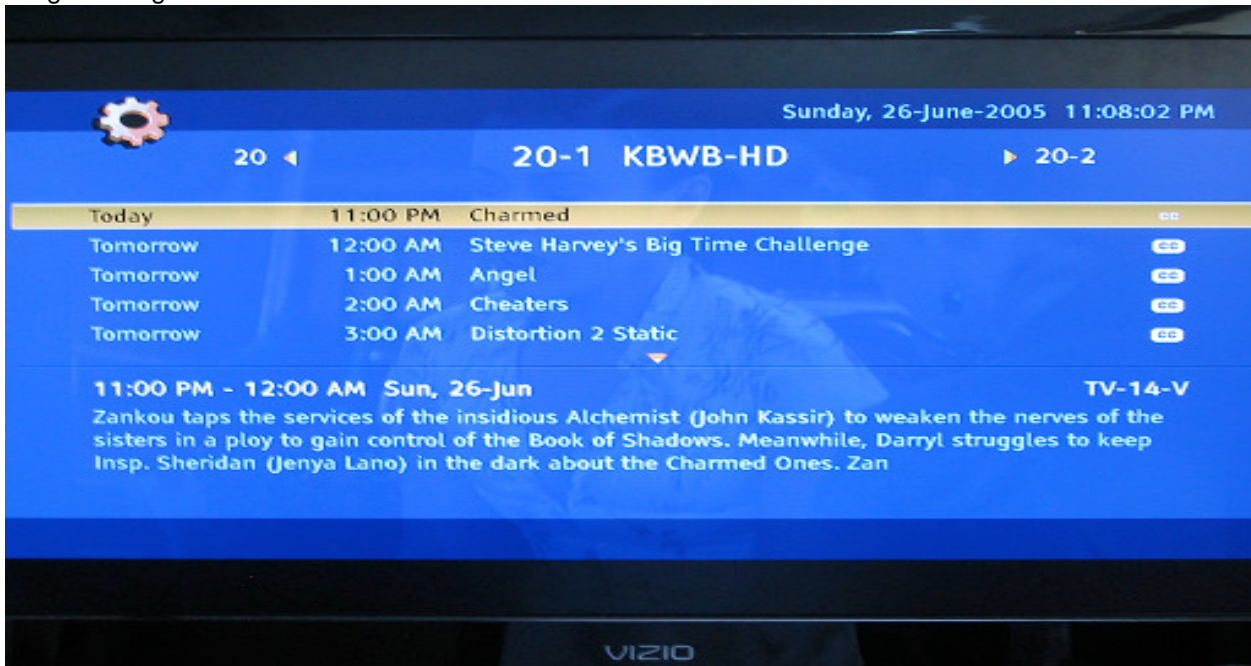 Sunday, 26-June-2005 11:08:02 PM
20 20-1 KBWB-HD 20-2
Today 11:00 PM Charmed cc
Tomorrow 12:00 AM Steve Harvey's Big Time Challenge cc
Tomorrow 1:00 AM Angel cc
Tomorrow 2:00 AM Cheaters cc
Tomorrow 3:00 AM Distortion 2 Static cc
11:00 PM - 12:00 AM Sun, 26-Jun TV-14-V
Zankou taps the services of the insidious Alchemist (John Kassir) to weaken the nerves of the
sisters in a ploy to gain control of the Book of Shadows. Meanwhile, Darryl struggles to keep
Insp. Sheridan (Jenya Lano) in the dark about the Charmed Ones. Zan
VIZIO